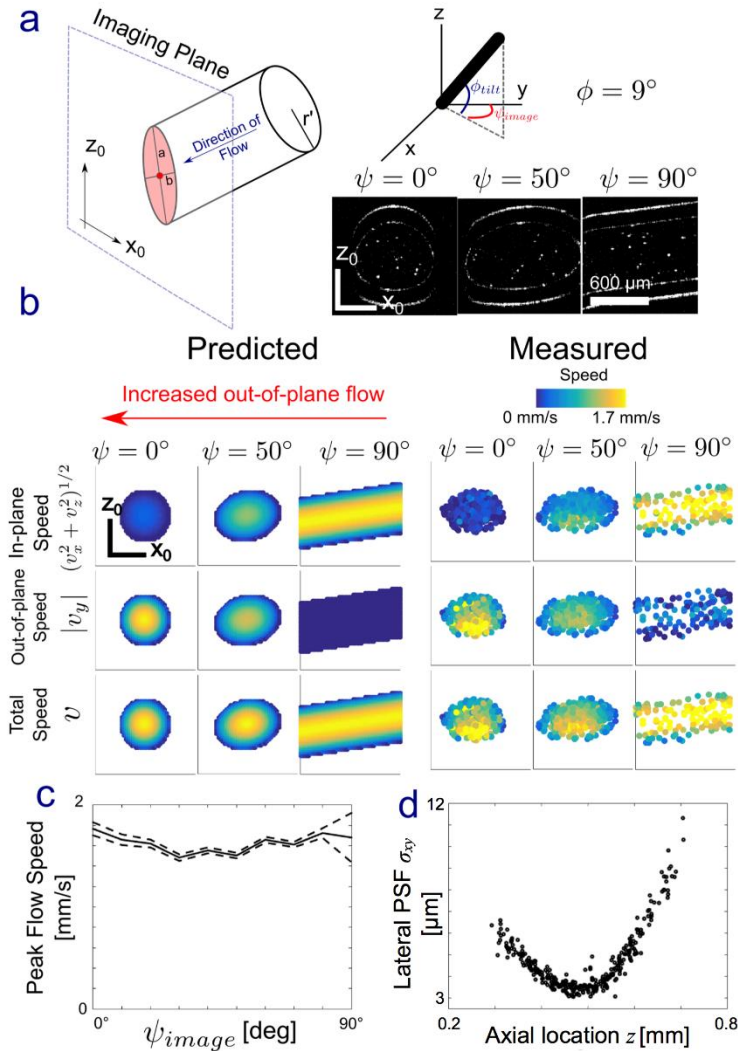 a
Imaging Plane
Direction of
Flow
r'
a
b
z₀
x₀
z
y
x
ϕtilt
ψimage
ϕ = 9°
ψ = 0° ψ = 50° ψ = 90°
z₀
x₀
600 μm
b
Predicted Measured
Increased out-of-plane flow
Speed
0 mm/s 1.7 mm/s
ψ = 0° ψ = 50° ψ = 90° ψ = 0° ψ = 50° ψ = 90°
In-plane
Speed
(v_x^2 + v_z^2)^{1/2}
z₀
x₀
Out-of-plane
Speed
|v_y|
Total
Speed
v
c
2
Peak Flow Speed
[mm/s]
0° 90°
ψimage [deg]
d
12
Lateral PSF σxy
[μm]
3
0.2 0.8
Axial location z [mm]